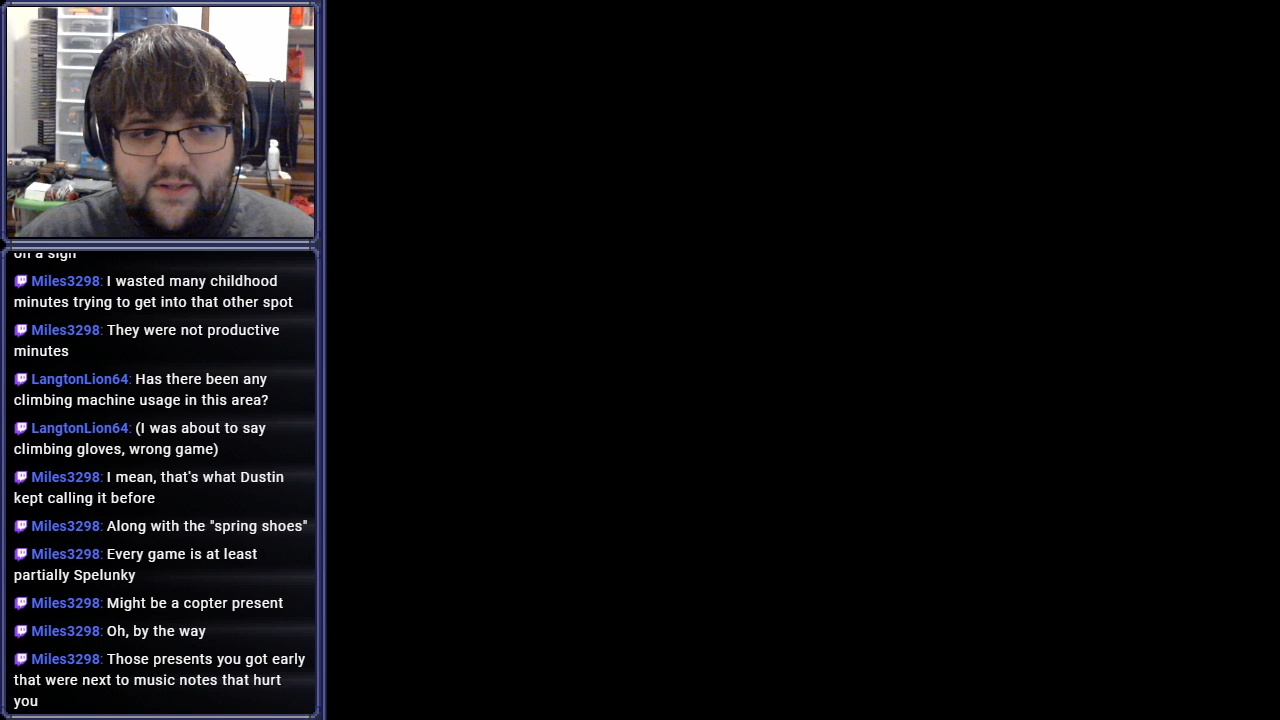 on a sign
Miles3298: I wasted many childhood
minutes trying to get into that other spot
Miles3298: They were not productive
minutes
LangtonLion64: Has there been any
climbing machine usage in this area?
LangtonLion64: (I was about to say
climbing gloves, wrong game)
Miles3298: I mean, that's what Dustin
kept calling it before
Miles3298: Along with the "spring shoes"
Miles3298: Every game is at least
partially Spelunky
Miles3298: Might be a copter present
Miles3298: Oh, by the way
Miles3298: Those presents you got early
that were next to music notes that hurt
you